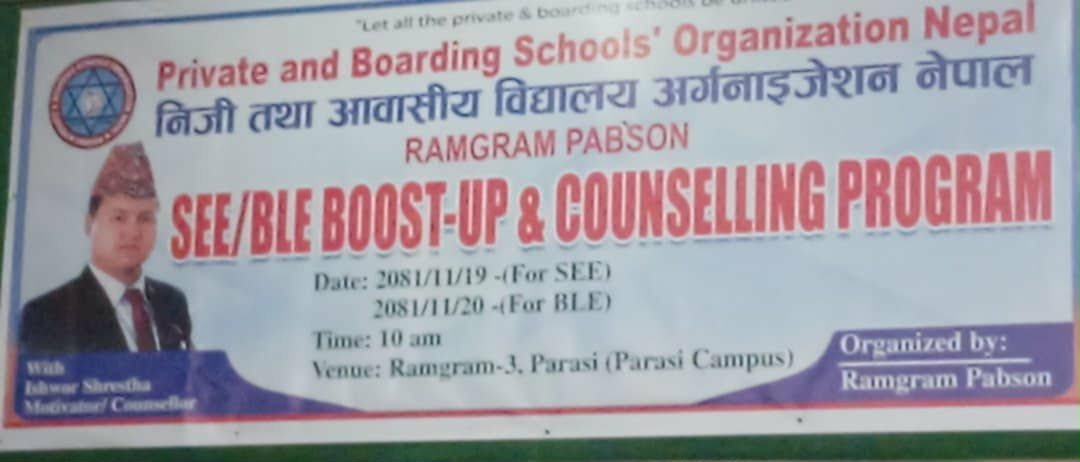 "Let all the private & boarding schools be
Private and Boarding Schools' Organization Nepal
निजी तथा आवासीय विद्यालय अर्गनाइजेशन नेपाल
RAMGRAM PABSON
SEE/BLE BOOST-UP & COUNSELLING PROGRAM
Date: 2081/11/19 -(For SEE)
2081/11/20 -(For BLE)
Time: 10 am
Venue: Ramgram-3, Parasi (Parasi Campus)
With
Ishwor Shrestha
Motivator/ Counsellor
Organized by:
Ramgram Pabson